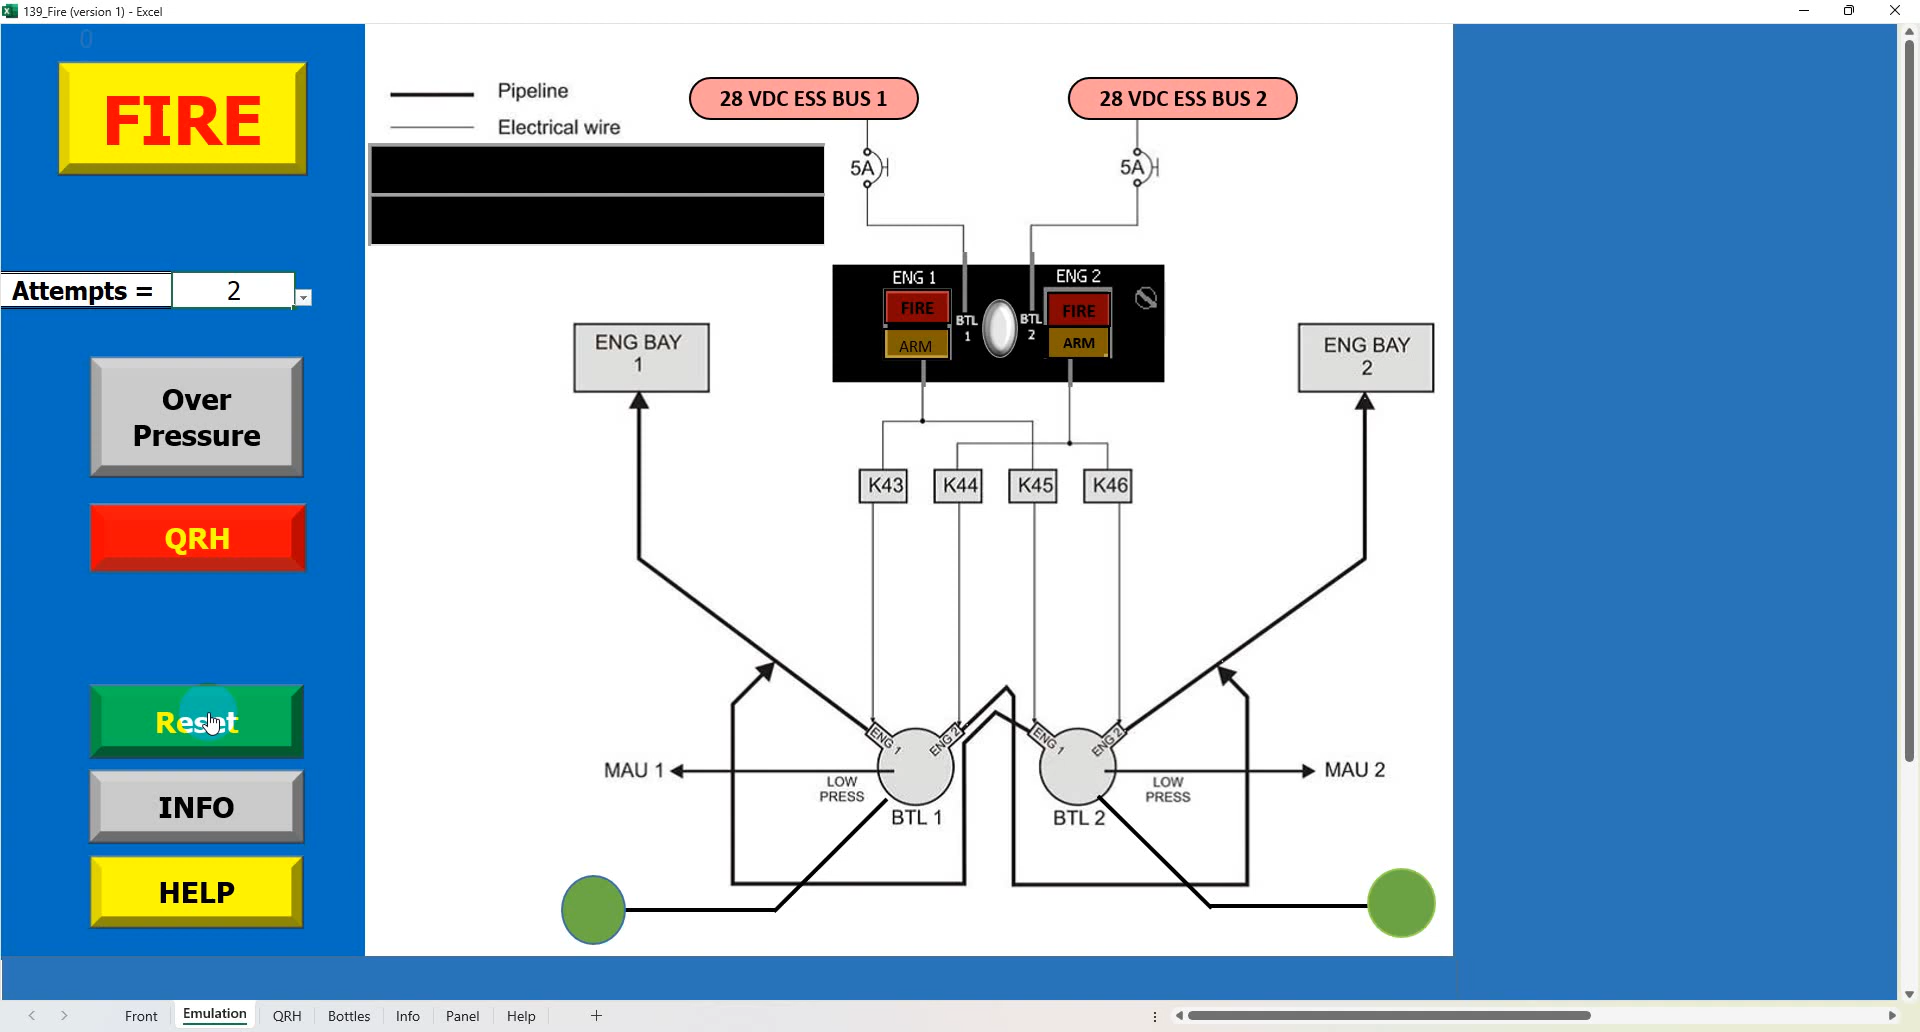 139_Fire (version 1) - Excel
0
FIRE
Pipeline
Electrical wire
28 VDC ESS BUS 1
28 VDC ESS BUS 2
5A
5A
Attempts =
2
ENG 1
ENG 2
FIRE
ARM
BTL
1
BTL
2
FIRE
ARM
ENG BAY
1
ENG BAY
2
Over
Pressure
QRH
K43
K44
K45
K46
Reset
INFO
HELP
ENG 1
ENG 2
ENG 1
ENG 2
MAU 1
LOW
PRESS
BTL 1
BTL 2
LOW
PRESS
MAU 2
Front
Emulation
QRH
Bottles
Info
Panel
Help